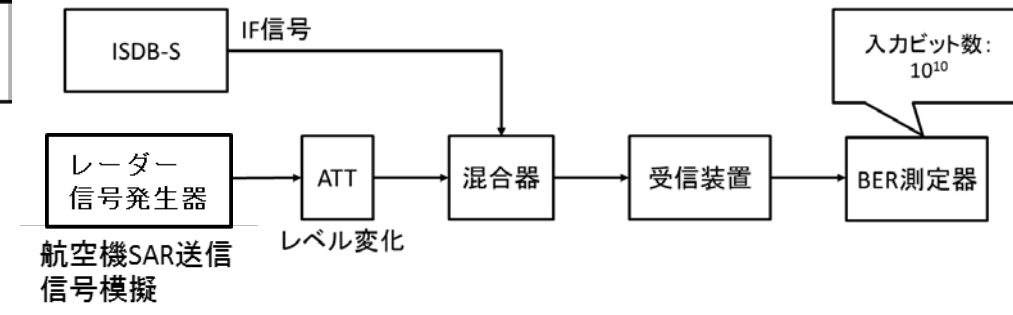 ISDB-S
IF信号
入力ビット数:
10¹⁰
レーダー
信号発生器
ATT
混合器
受信装置
BER測定器
レベル変化
航空機SAR送信
信号模擬